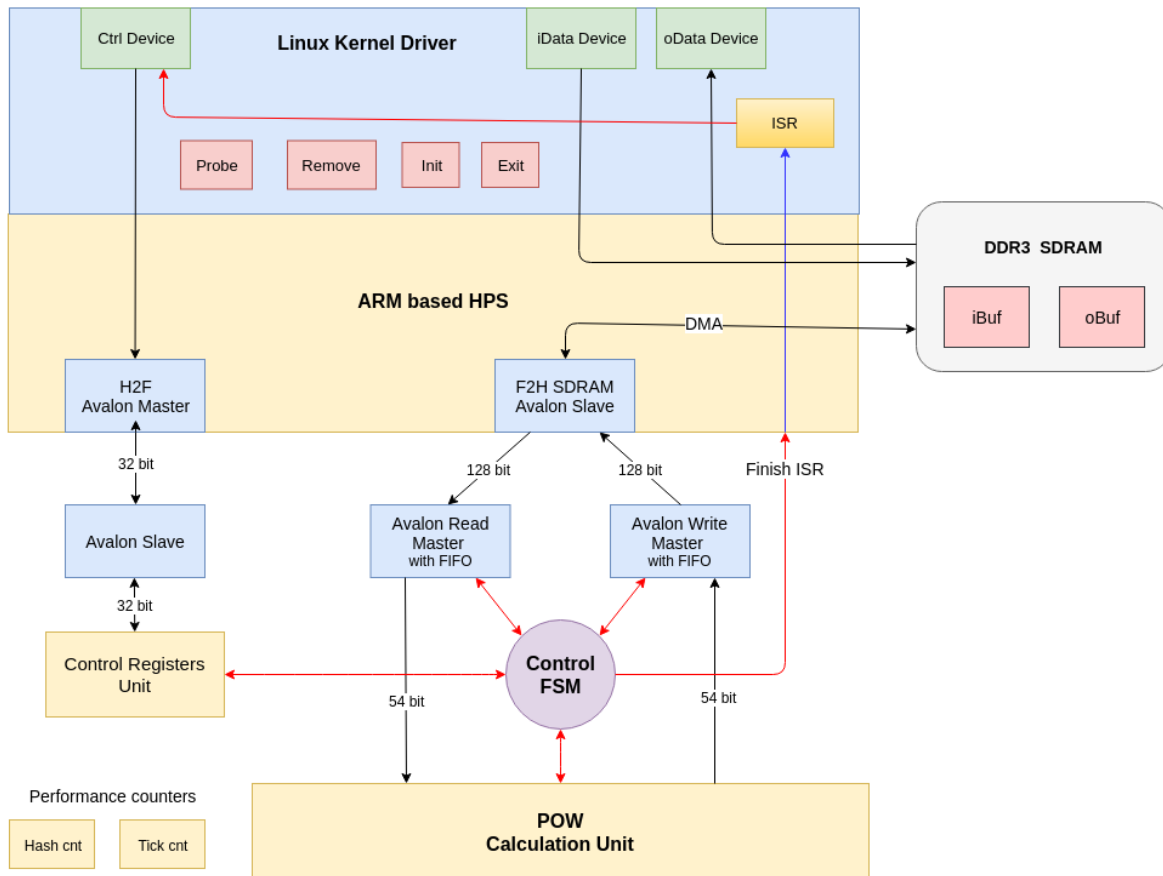 Ctrl Device
Linux Kernel Driver
iData Device
oData Device
ISR
Probe
Remove
Init
Exit
DDR3 SDRAM
iBuf
oBuf
ARM based HPS
DMA
H2F
Avalon Master
F2H SDRAM
Avalon Slave
32 bit
128 bit
128 bit
Finish ISR
Avalon Slave
Avalon Read
Master
with FIFO
Avalon Write
Master
with FIFO
32 bit
Control Registers
Unit
Control
FSM
54 bit
54 bit
Performance counters
Hash cnt
Tick cnt
POW
Calculation Unit